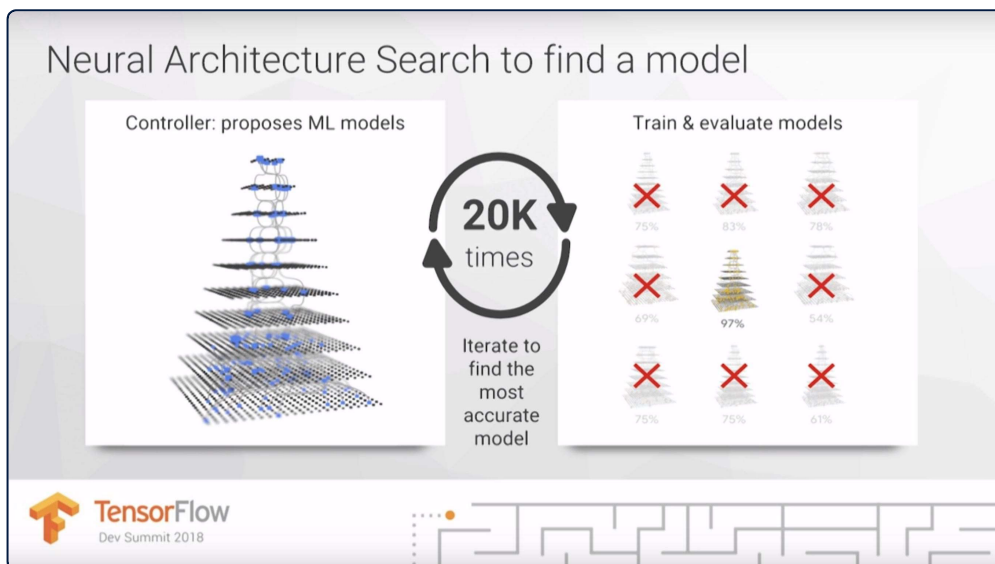 Neural Architecture Search to find a model
Controller: proposes ML models
20K
times
Iterate to
find the
most
accurate
model
Train & evaluate models
75% 83% 78%
69% 97% 54%
75% 75% 61%
TensorFlow
Dev Summit 2018